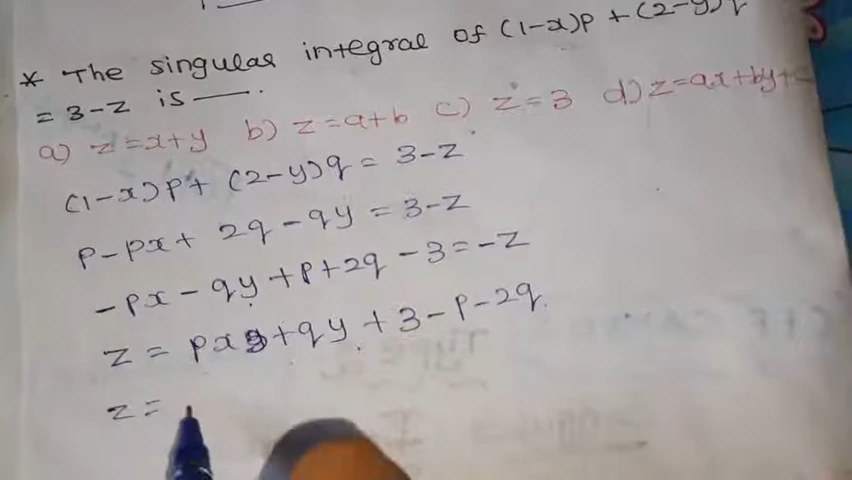 * The singular integral of (1-x)p + (2-y)q
= 3-z is —.
a) z = x+y b) z = a+b c) z = 3 d) z = ax+by+c
(1-x)p + (2-y)q = 3-z
p - px + 2q - qy = 3-z
-px - qy + p + 2q - 3 = -z
z = px + qy + 3 - p - 2q.
z =